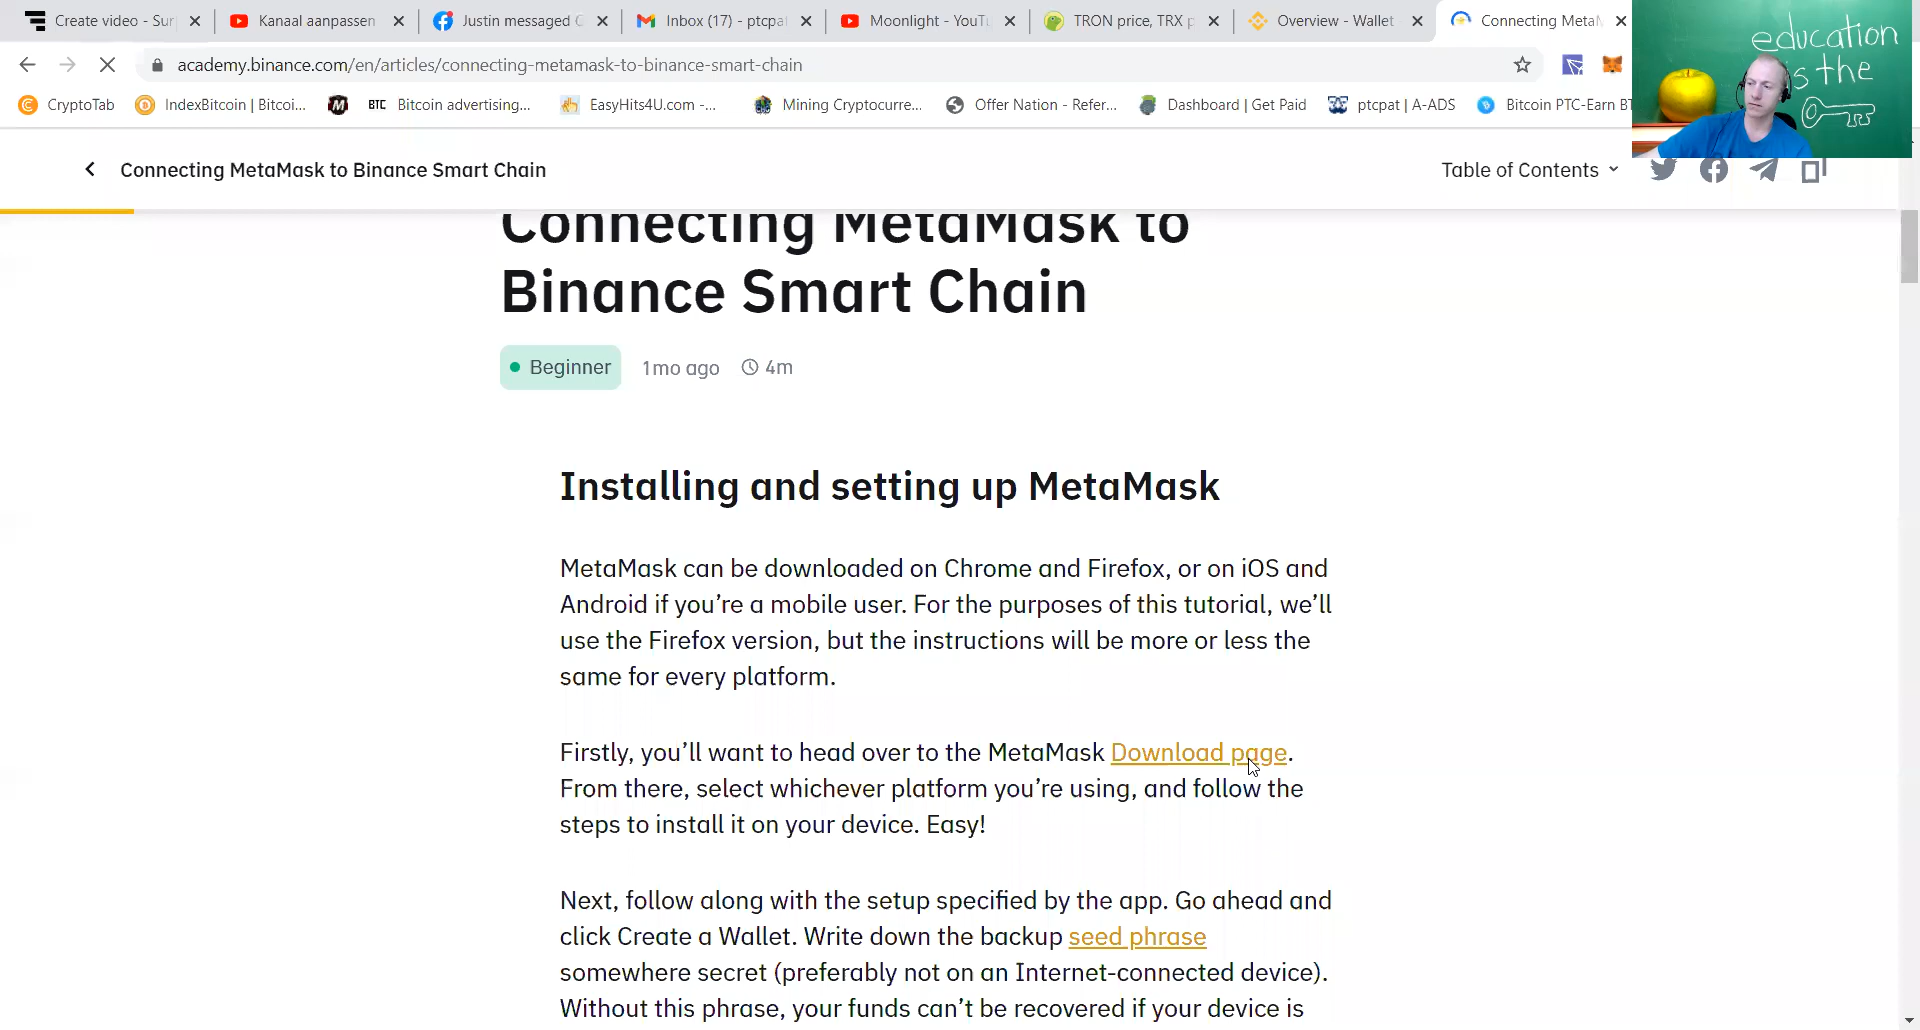 Create video - Sur
Kanaal aanpassen
Justin messaged
Inbox (17) - ptcpa
Moonlight - YouTu
TRON price, TRX p
Overview - Wallet
Connecting Meta
academy.binance.com/en/articles/connecting-metamask-to-binance-smart-chain
CryptoTab
IndexBitcoin | Bitcoi...
BTC Bitcoin advertising...
EasyHits4U.com -...
Mining Cryptocurre...
Offer Nation - Refer...
Dashboard | Get Paid
ptcpat | A-ADS
Bitcoin PTC-Earn BT
education
is the
Connecting MetaMask to Binance Smart Chain
Table of Contents
Connecting MetaMask to
Binance Smart Chain
Beginner
1mo ago
4m
Installing and setting up MetaMask
MetaMask can be downloaded on Chrome and Firefox, or on iOS and
Android if you’re a mobile user. For the purposes of this tutorial, we’ll
use the Firefox version, but the instructions will be more or less the
same for every platform.
Firstly, you’ll want to head over to the MetaMask Download page.
From there, select whichever platform you’re using, and follow the
steps to install it on your device. Easy!
Next, follow along with the setup specified by the app. Go ahead and
click Create a Wallet. Write down the backup seed phrase
somewhere secret (preferably not on an Internet-connected device).
Without this phrase, your funds can’t be recovered if your device is